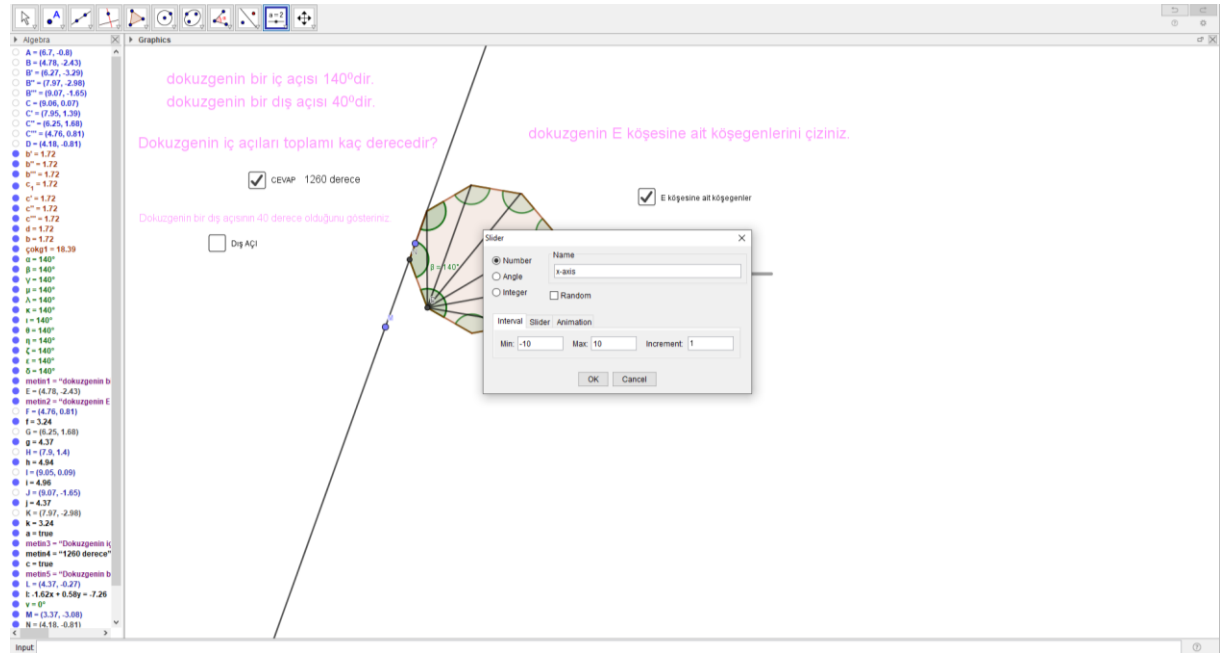 a=2
Algebra
Graphics
A = (6.7, -0.8)
B = (4.78, -2.43)
B' = (6.27, -3.29)
B'' = (7.97, -2.98)
B''' = (9.07, -1.65)
C = (9.06, 0.07)
C' = (7.95, 1.39)
C'' = (6.25, 1.68)
C''' = (4.76, 0.81)
D = (4.18, -0.81)
b' = 1.72
b'' = 1.72
b''' = 1.72
c₁ = 1.72
c' = 1.72
c'' = 1.72
c''' = 1.72
d = 1.72
b = 1.72
çokg1 = 18.39
α = 140°
β = 140°
γ = 140°
μ = 140°
λ = 140°
κ = 140°
ι = 140°
θ = 140°
η = 140°
ζ = 140°
ε = 140°
δ = 140°
metin1 = "dokuzgenin b
E = (4.78, -2.43)
metin2 = "dokuzgenin E
F = (4.76, 0.81)
f = 3.24
G = (6.25, 1.68)
g = 4.37
H = (7.9, 1.4)
h = 4.94
I = (9.05, 0.09)
i = 4.96
J = (9.07, -1.65)
j = 4.37
K = (7.97, -2.98)
k = 3.24
a = true
metin3 = "Dokuzgenin iç
metin4 = "1260 derece"
c = true
metin5 = "Dokuzgenin b
L = (4.37, -0.27)
l: -1.62x + 0.58y = -7.26
ν = 0°
M = (3.37, -3.08)
N = (4.18, -0.81)
dokuzgenin bir iç açısı 140⁰dir.
dokuzgenin bir dış açısı 40⁰dir.
Dokuzgenin iç açıları toplamı kaç derecedir?
CEVAP 1260 derece
Dokuzgenin bir dış açısının 40 derece olduğunu gösteriniz.
Dış AÇI
dokuzgenin E köşesine ait köşegenlerini çiziniz.
E köşesine ait köşegenler
β = 140°
Slider
Number
Angle
Integer
Name
x-axis
Random
Interval Slider Animation
Min: -10 Max: 10 Increment: 1
OK Cancel
Input: